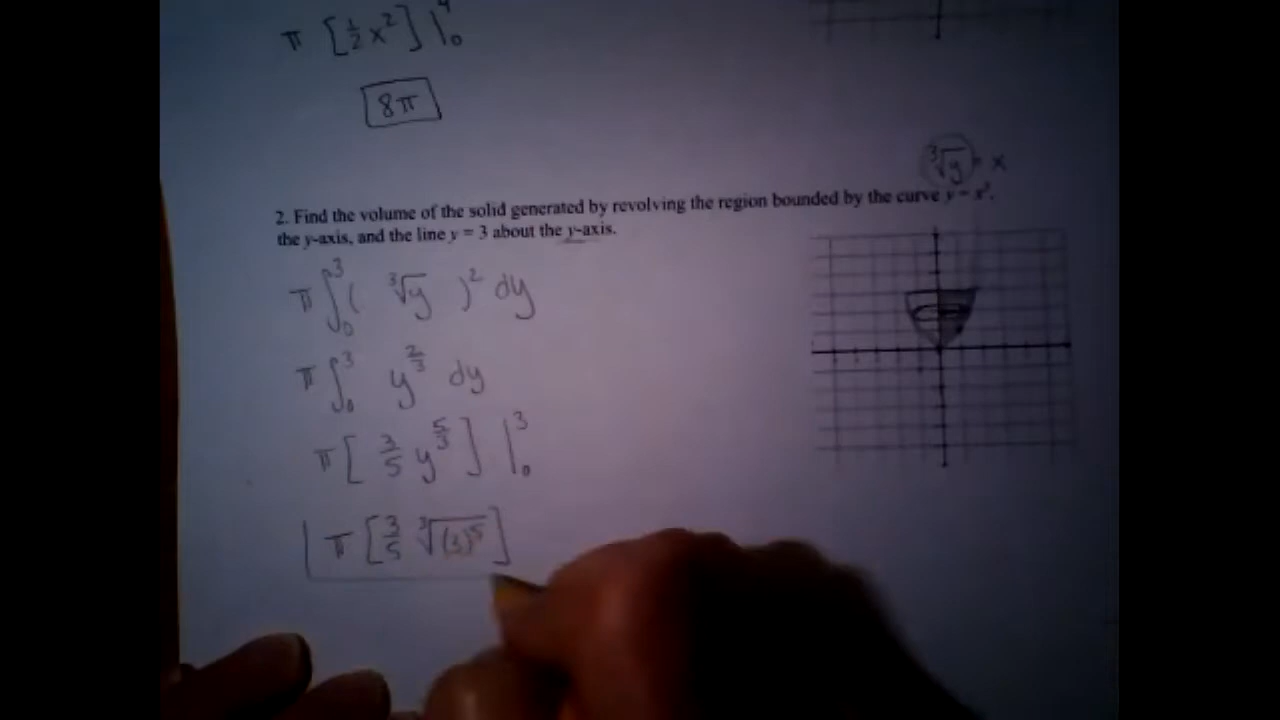 π [½x²] |₀⁴
8π
∛y = x
2. Find the volume of the solid generated by revolving the region bounded by the curve y = x³,
the y-axis, and the line y = 3 about the y-axis.
π ∫₀³ ( ∛y )² dy
π ∫₀³ y^(2/3) dy
π [ 3/5 y^(5/3) ] |₀³
π [ 3/5 ∛(3)⁵ ]